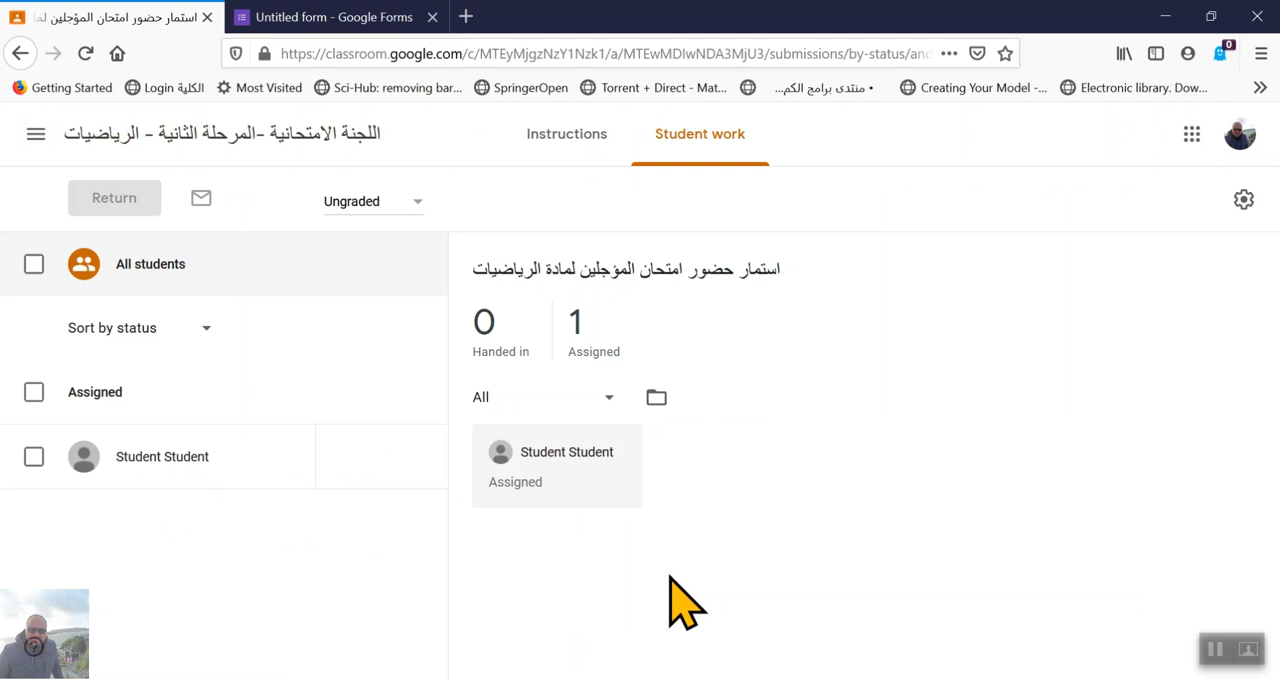 استمار حضور امتحان المؤجلين لما
Untitled form - Google Forms
https://classroom.google.com/c/MTEyMjgzNzY1Nzk1/a/MTEwMDIwNDA3MjU3/submissions/by-status/and
0
Getting Started
Login الكلية
Most Visited
Sci-Hub: removing bar...
SpringerOpen
Torrent + Direct - Mat...
منتدى برامج الكم...
Creating Your Model -...
Electronic library. Dow...
اللجنة الامتحانية -المرحلة الثانية - الرياضيات
Instructions
Student work
Return
Ungraded
All students
استمار حضور امتحان المؤجلين لمادة الرياضيات
0
1
Handed in
Assigned
Sort by status
All
Assigned
Student Student
Assigned
Student Student